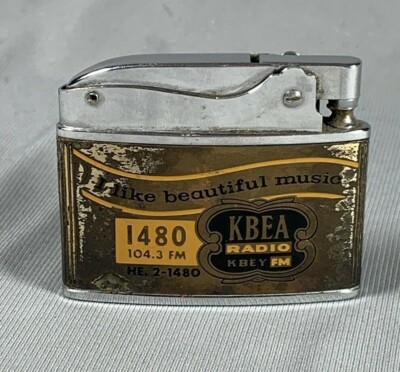 I like beautiful music
1480
104.3 FM
HE. 2-1480
KBEA
RADIO
KBEY FM